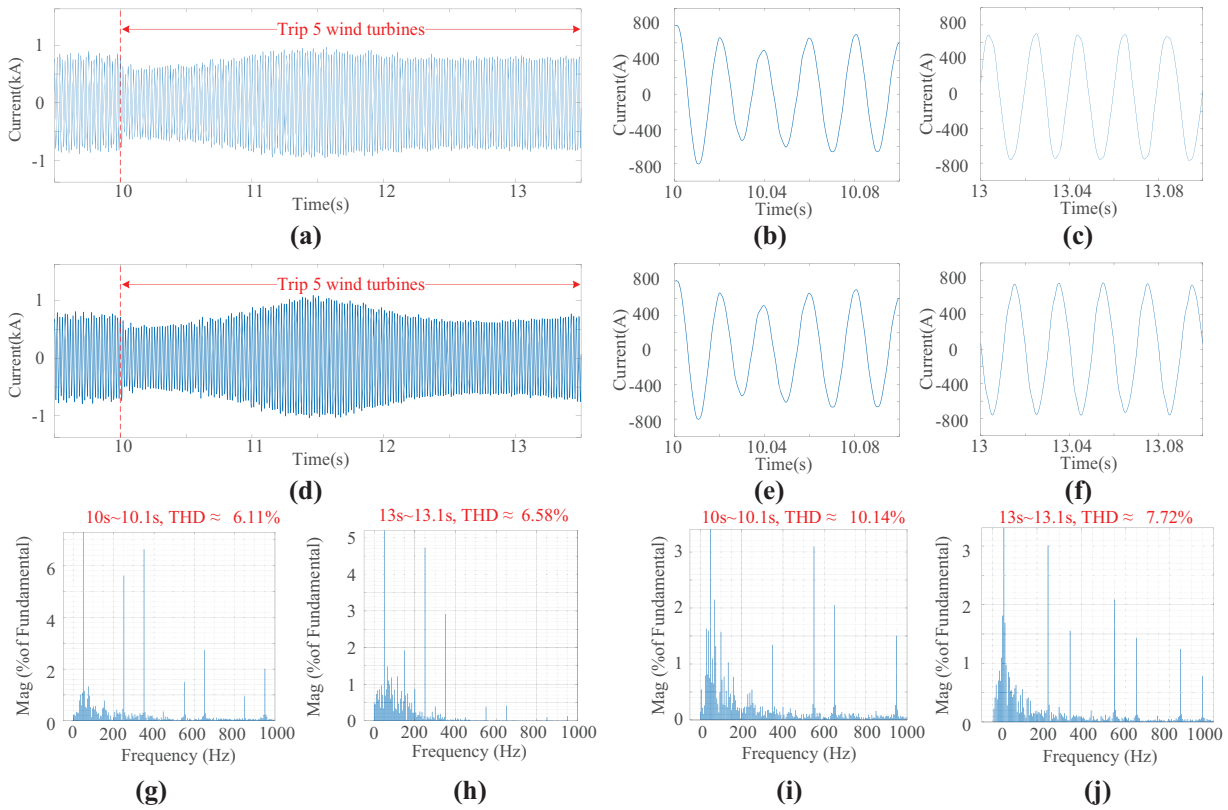 Trip 5 wind turbines
Current(kA)
1
0
-1
10
11
12
13
Time(s)
(a)
Current(A)
800
400
0
-400
-800
10
10.04
10.08
Time(s)
(b)
Current(A)
800
400
0
-400
-800
13
13.04
13.08
Time(s)
(c)
Trip 5 wind turbines
Current(kA)
1
0
-1
10
11
12
13
Time(s)
(d)
Current(A)
800
400
0
-400
-800
10
10.04
10.08
Time(s)
(e)
Current(A)
800
400
0
-400
-800
13
13.04
13.08
Time(s)
(f)
10s~10.1s, THD ≈ 6.11%
Mag (%of Fundamental)
6
4
2
0
0 200 400 600 800 1000
Frequency (Hz)
(g)
13s~13.1s, THD ≈ 6.58%
Mag (%of Fundamental)
5
4
3
2
1
0
0 200 400 600 800 1000
Frequency (Hz)
(h)
10s~10.1s, THD ≈ 10.14%
Mag (%of Fundamental)
3
2
1
0
0 200 400 600 800 1000
Frequency (Hz)
(i)
13s~13.1s, THD ≈ 7.72%
Mag (%of Fundamental)
3
2
1
0
0 200 400 600 800 1000
Frequency (Hz)
(j)